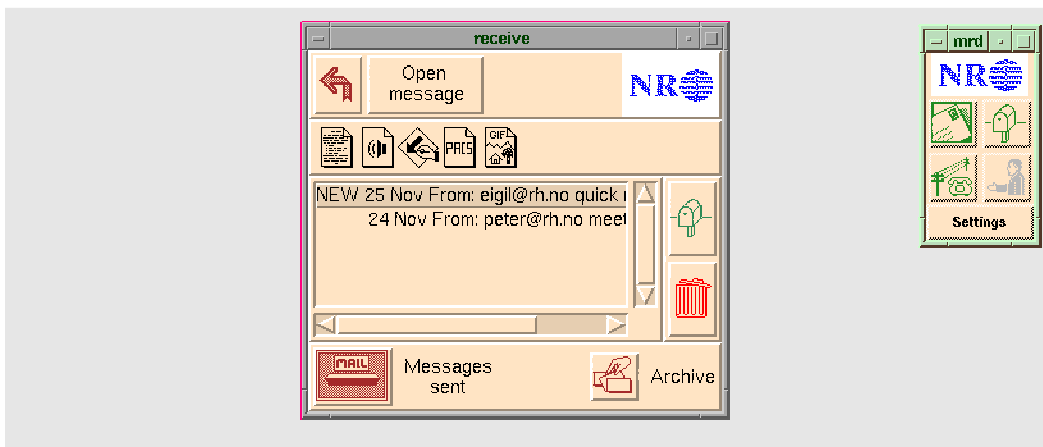 receive
Open
message
NR
PACS
GIF
NEW 25 Nov From: eigil@rh.no quick
24 Nov From: peter@rh.no meet
MAIL
Messages
sent
Archive
mrd
NR
Settings